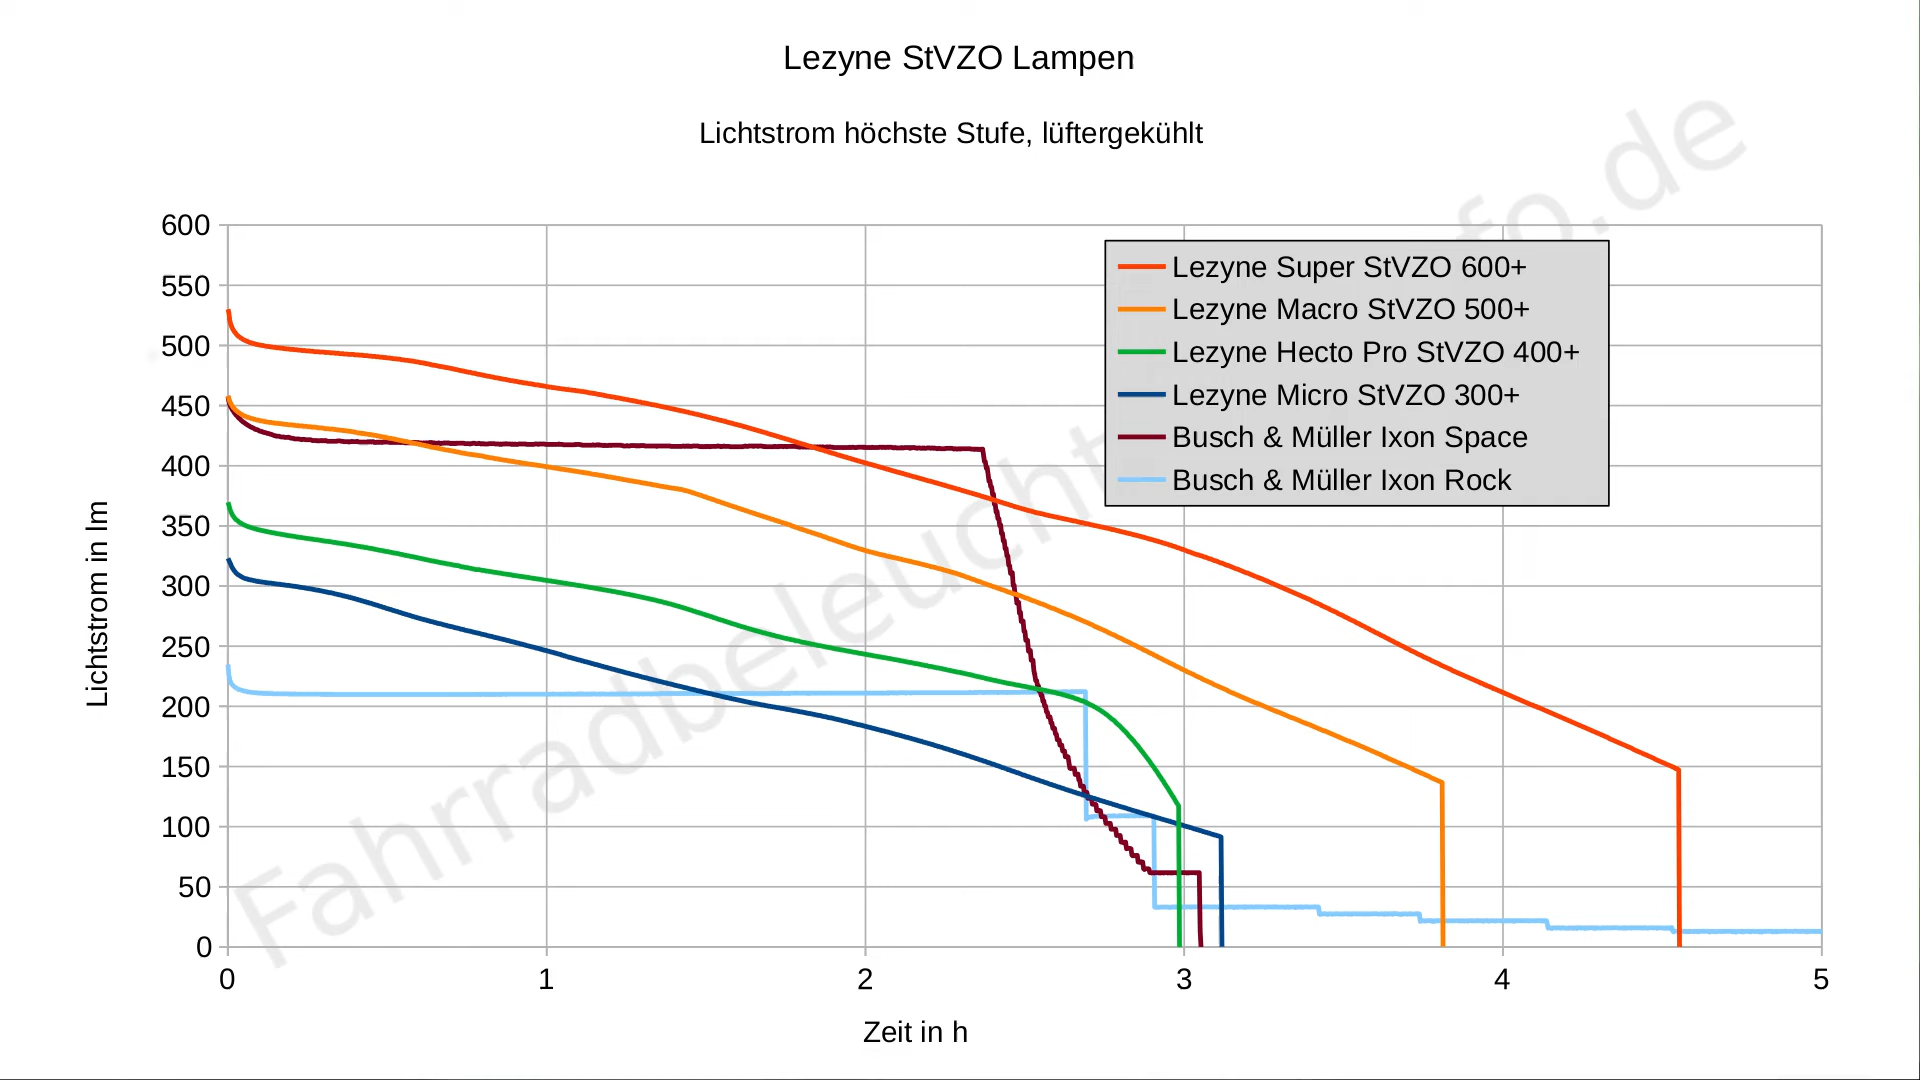 Lezyne StVZO Lampen
Lichtstrom höchste Stufe, lüftergekühlt
600
550
500
450
400
350
300
250
200
150
100
50
0
Lichtstrom in lm
Lezyne Super StVZO 600+
Lezyne Macro StVZO 500+
Lezyne Hecto Pro StVZO 400+
Lezyne Micro StVZO 300+
Busch & Müller Ixon Space
Busch & Müller Ixon Rock
0 1 2 3 4 5
Zeit in h